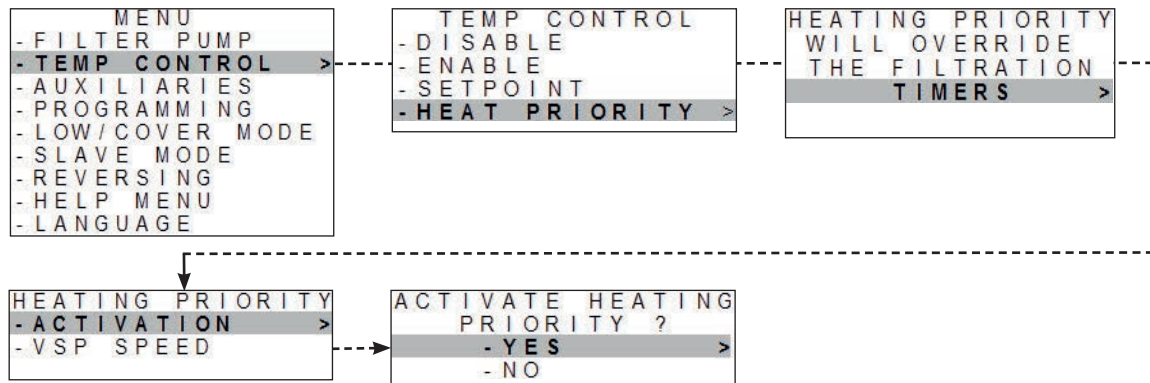 MENU
- FILTER PUMP
- TEMP CONTROL >
- AUXILIARIES
- PROGRAMMING
- LOW/COVER MODE
- SLAVE MODE
- REVERSING
- HELP MENU
- LANGUAGE
TEMP CONTROL
- DISABLE
- ENABLE
- SETPOINT
- HEAT PRIORITY >
HEATING PRIORITY
WILL OVERRIDE
THE FILTRATION
TIMERS >
HEATING PRIORITY
- ACTIVATION >
- VSP SPEED
ACTIVATE HEATING
PRIORITY ?
- YES >
- NO